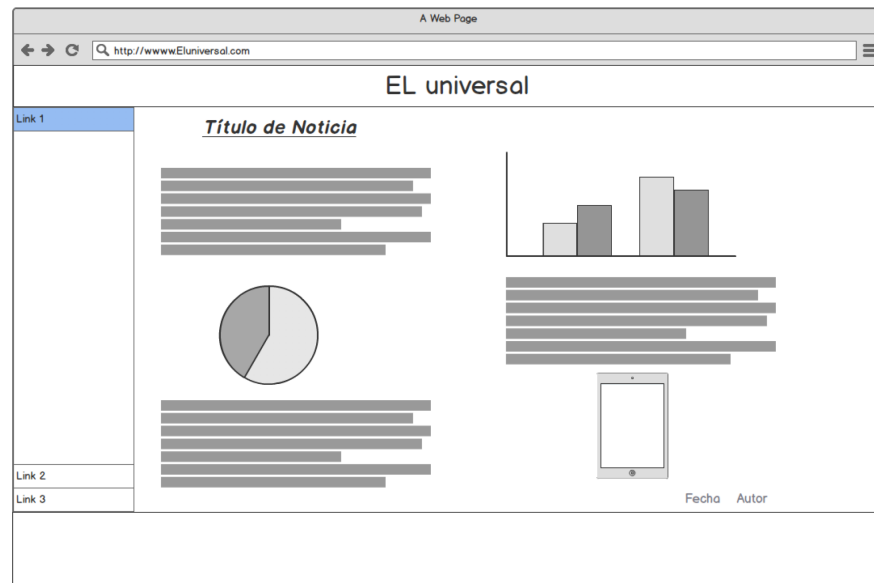 A Web Page
http://wwww.Eluniversal.com
EL universal
Link 1
Título de Noticia
Link 2
Link 3
Fecha Autor